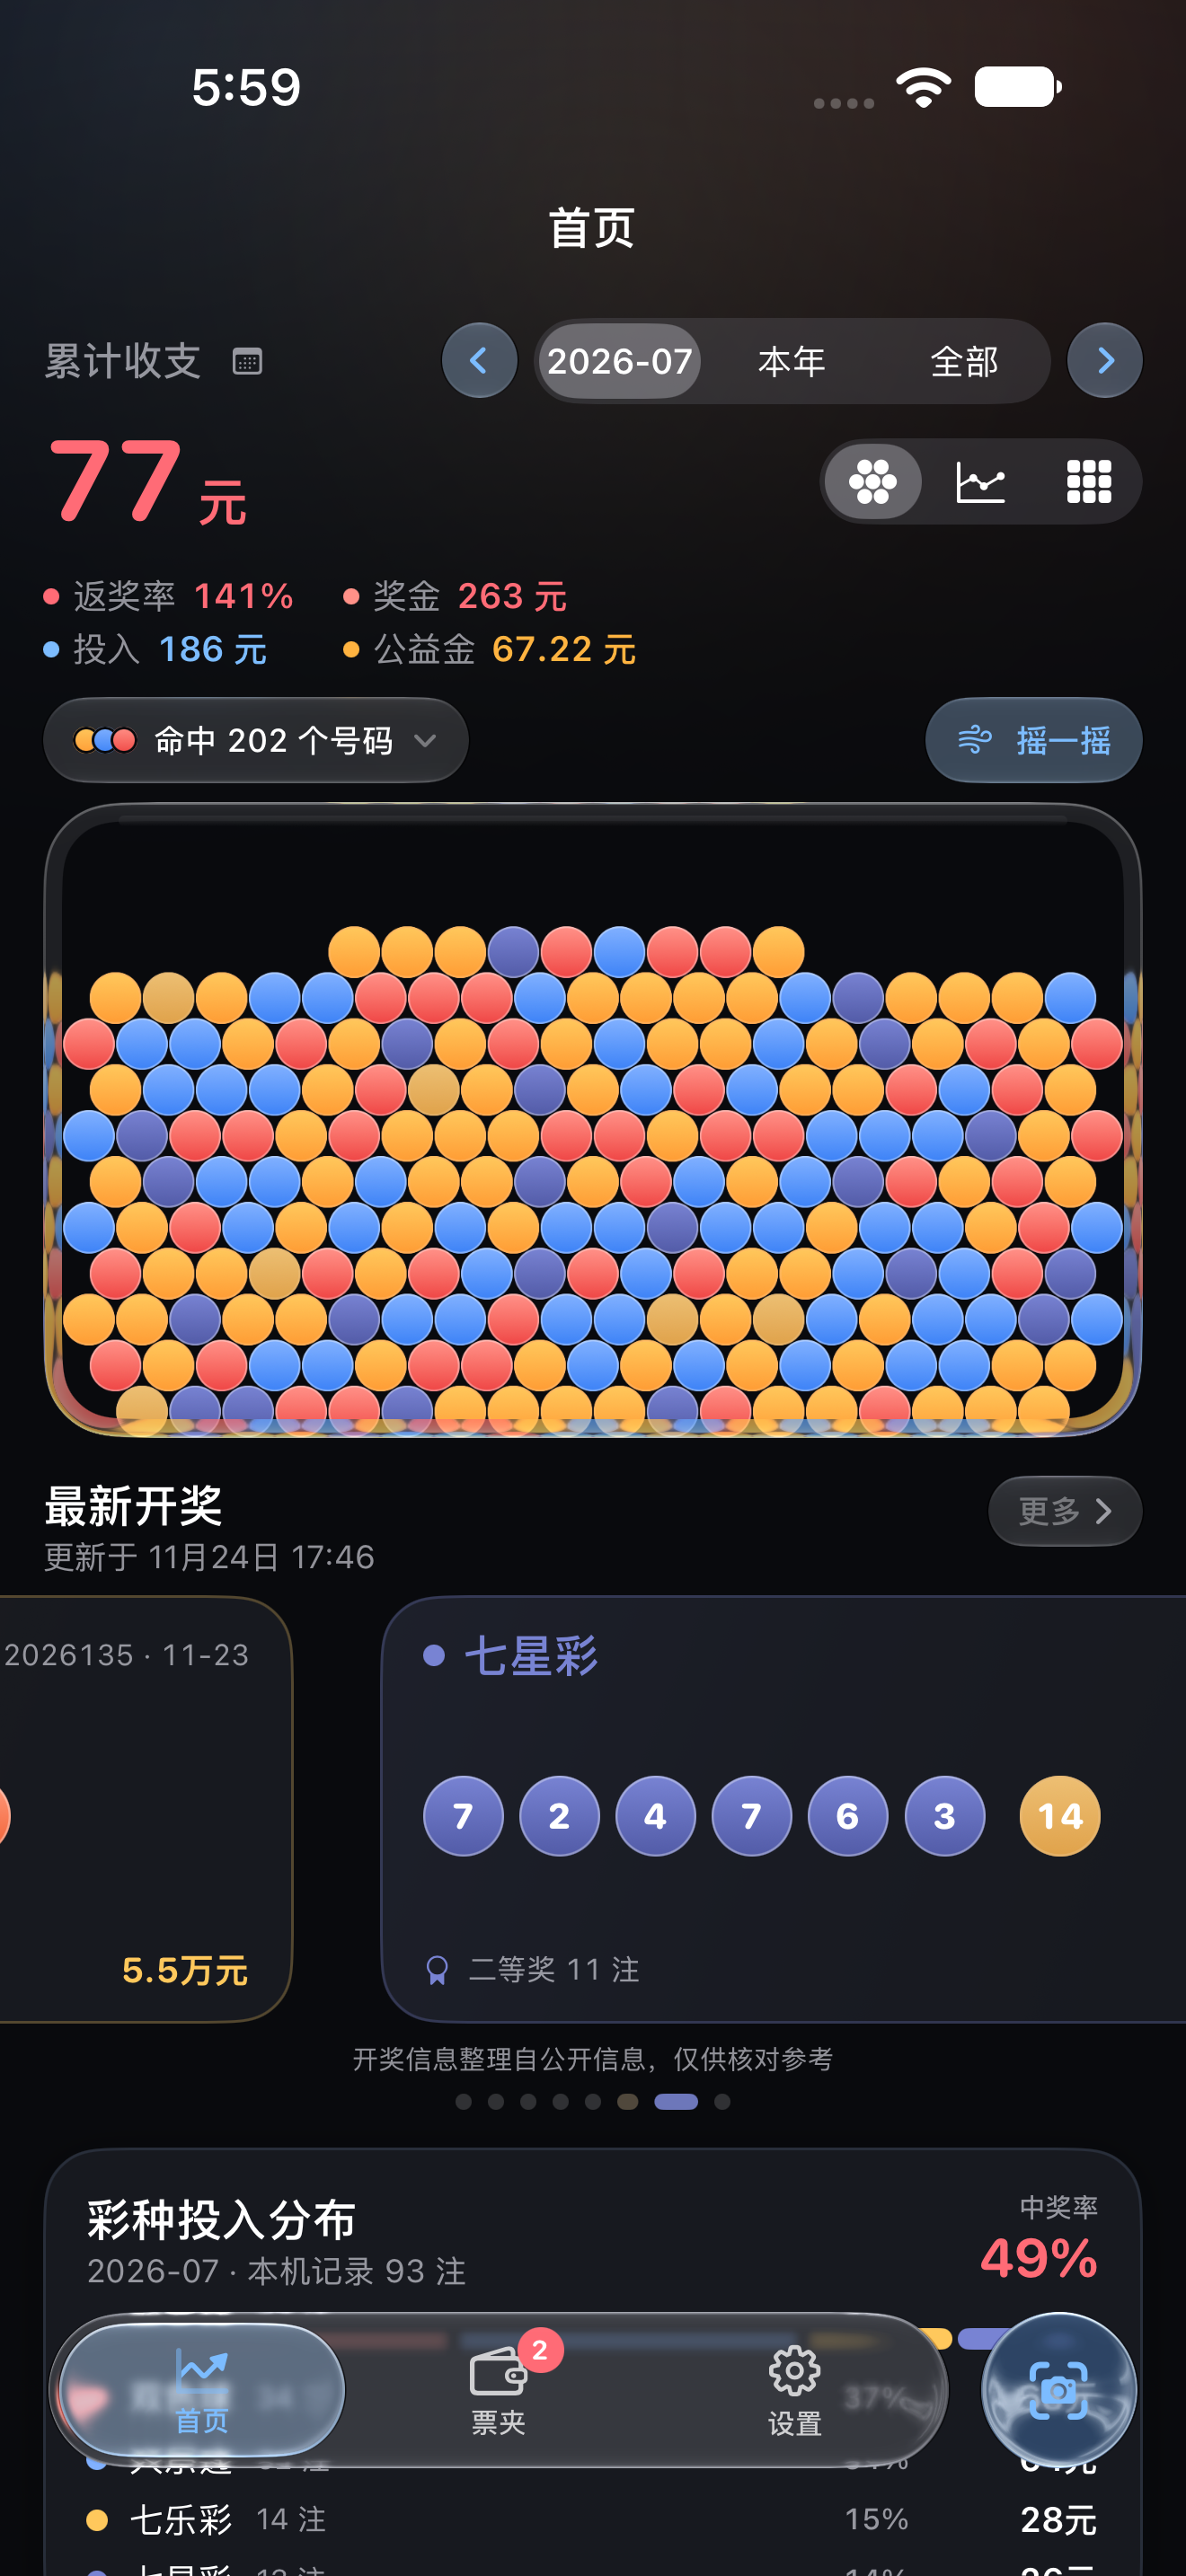 5:59
首页
累计收支
2026-07 本年 全部
77 元
返奖率 141% 奖金 263 元
投入 186 元 公益金 67.22 元
命中 202 个号码
摇一摇
最新开奖
更多
更新于 11月24日 17:46
2026135 · 11-23
5.5万元
七星彩
7 2 4 7 6 3 14
二等奖 11 注
开奖信息整理自公开信息，仅供核对参考
彩种投入分布
中奖率
2026-07 · 本机记录 93 注
49%
37%
首页
票夹
2
设置
七乐彩 14 注 15% 28元